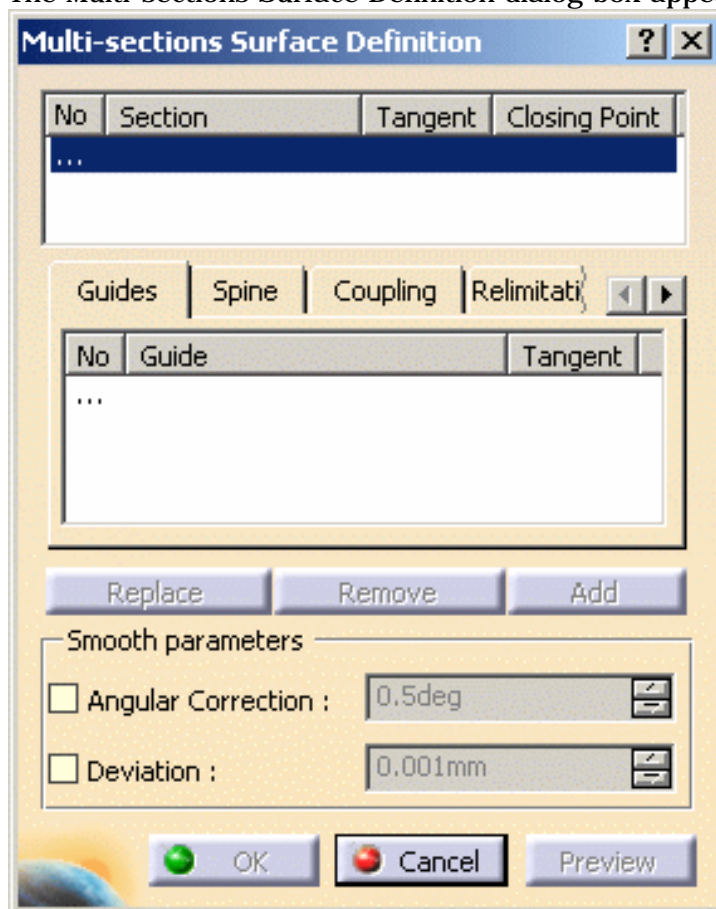 The Multi-sections Surface Definition dialog box appe
Multi-sections Surface Definition ? ×
No Section Tangent Closing Point
...
Guides Spine Coupling Relimitati
No Guide Tangent
...
Replace Remove Add
Smooth parameters
Angular Correction : 0.5deg
Deviation : 0.001mm
OK Cancel Preview